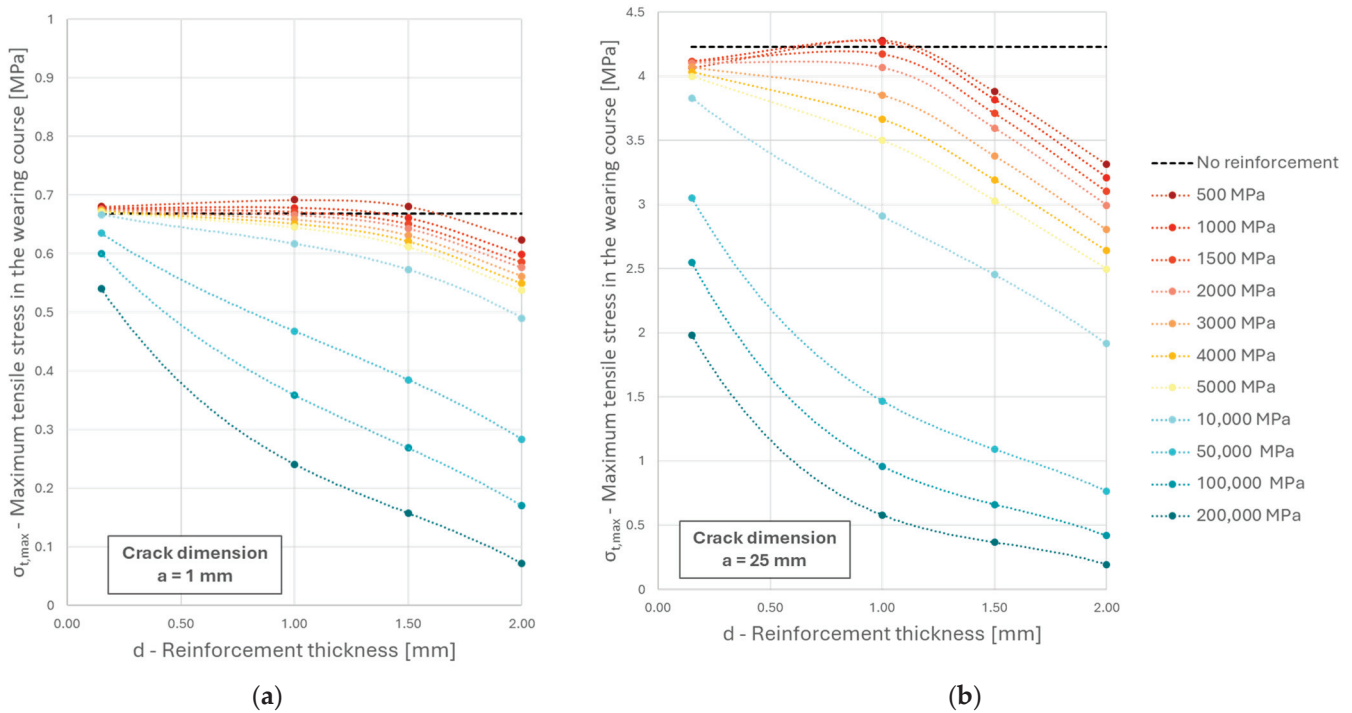 σt,max - Maximum tensile stress in the wearing course [MPa]
1
0.9
0.8
0.7
0.6
0.5
0.4
0.3
0.2
0.1
0
0.00
0.50
1.00
1.50
2.00
d - Reinforcement thickness [mm]
Crack dimension
a = 1 mm
(a)
σt,max - Maximum tensile stress in the wearing course [MPa]
4.5
4
3.5
3
2.5
2
1.5
1
0.5
0
0.00
0.50
1.00
1.50
2.00
d - Reinforcement thickness [mm]
Crack dimension
a = 25 mm
(b)
No reinforcement
500 MPa
1000 MPa
1500 MPa
2000 MPa
3000 MPa
4000 MPa
5000 MPa
10,000 MPa
50,000 MPa
100,000 MPa
200,000 MPa